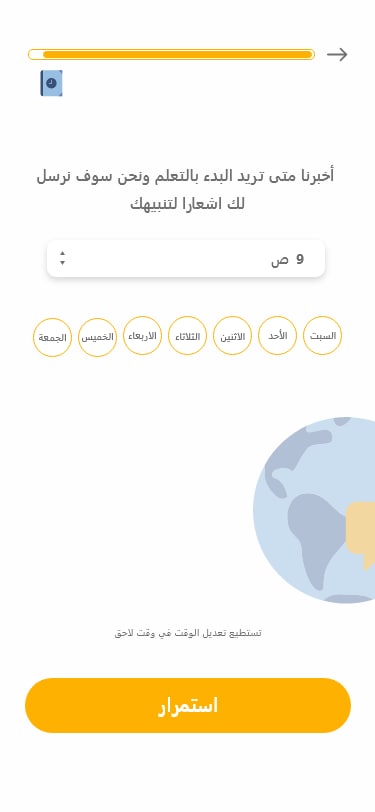 أخبرنا متى تريد البدء بالتعلم ونحن سوف نرسل
لك اشعارا لتنبيهك
9 ص
السبت
الأحد
الاثنين
الثلاثاء
الاربعاء
الخميس
الجمعة
تستطيع تعديل الوقت في وقت لاحق
استمرار